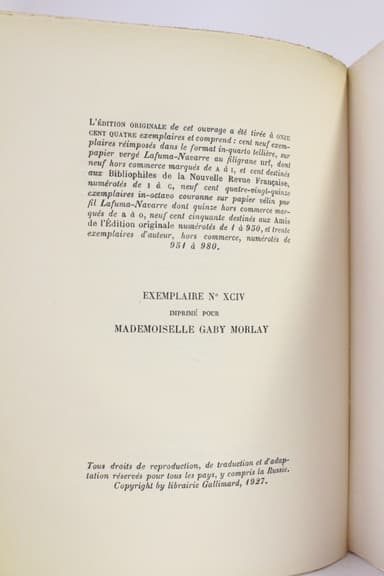 L'ÉDITION ORIGINALE de cet ouvrage a été tirée à ONZE
CENT QUATRE exemplaires et comprend : cent neuf exem-
plaires réimposés dans le format in-quarto tellière, sur
papier vergé Lafuma-Navarre au filigrane nrf, dont
neuf hors commerce marqués de A à I, et cent destinés
aux Bibliophiles de la Nouvelle Revue Française,
numérotés de I à C, neuf cent quatre-vingt-quinze
exemplaires in-octavo couronne sur papier vélin pur
fil Lafuma-Navarre dont quinze hors commerce mar-
qués de a à o, neuf cent cinquante destinés aux Amis
de l'Édition originale numérotés de 1 à 950, et trente
exemplaires d'auteur, hors commerce, numérotés de
951 à 980.
EXEMPLAIRE N° XCIV
IMPRIMÉ POUR
MADEMOISELLE GABY MORLAY
Tous droits de reproduction, de traduction et d'adap-
tation réservés pour tous les pays, y compris la Russie.
Copyright by librairie Gallimard, 1927.